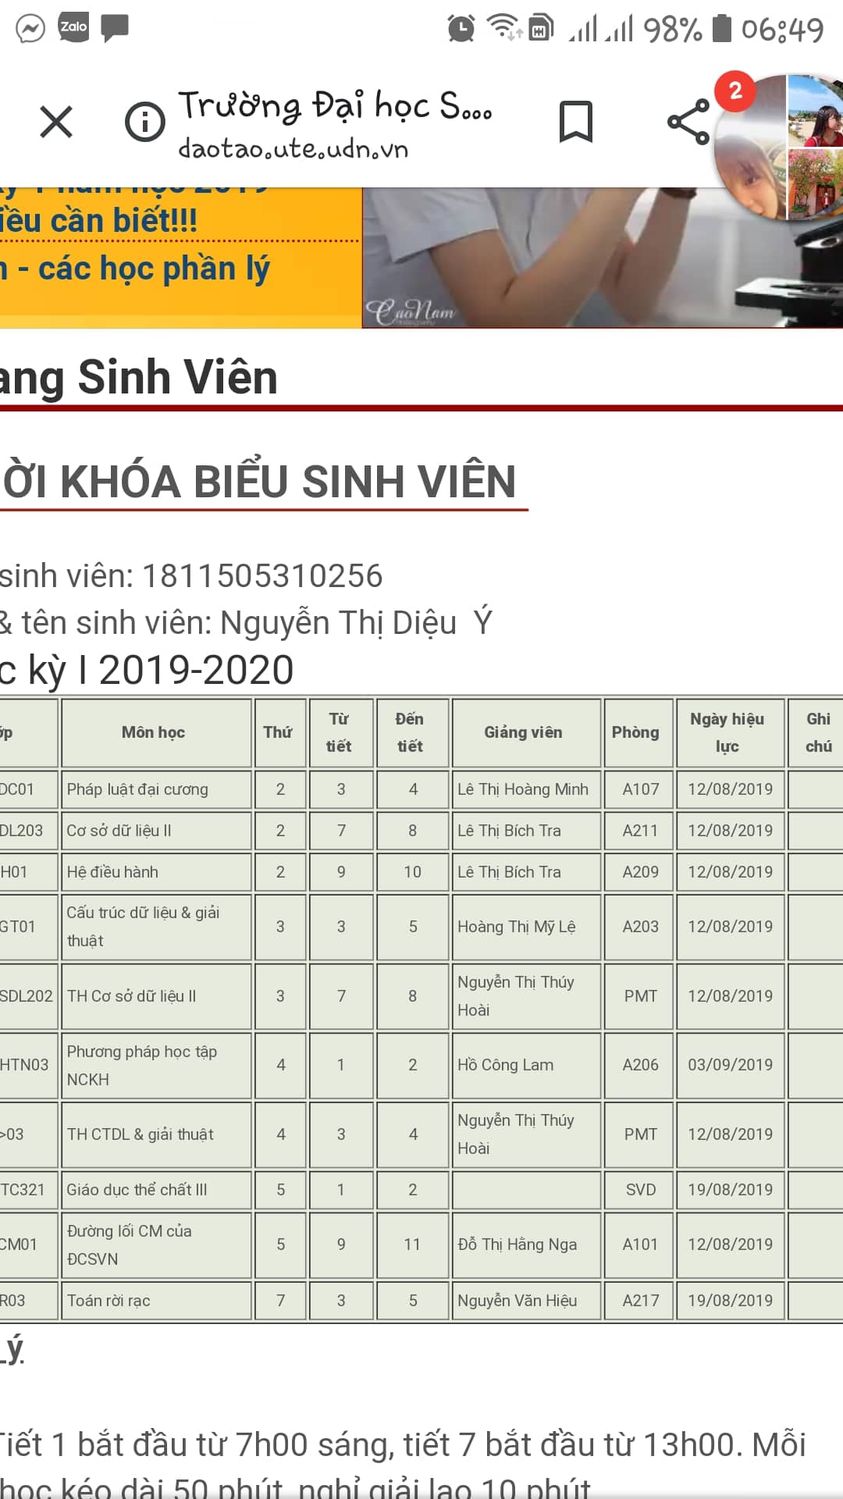 Zalo
98% 06:49
Trường Đại học S...
daotao.ute.udn.vn
2
iều cần biết!!!
n - các học phần lý
CaoNam
ang Sinh Viên
ỜI KHÓA BIỂU SINH VIÊN
sinh viên: 1811505310256
& tên sinh viên: Nguyễn Thị Diệu Ý
c kỳ I 2019-2020
ớp Môn học Thứ Từ tiết Đến tiết Giảng viên Phòng Ngày hiệu lực Ghi chú
DC01 Pháp luật đại cương 2 3 4 Lê Thị Hoàng Minh A107 12/08/2019
DL203 Cơ sở dữ liệu II 2 7 8 Lê Thị Bích Tra A211 12/08/2019
H01 Hệ điều hành 2 9 10 Lê Thị Bích Tra A209 12/08/2019
GT01 Cấu trúc dữ liệu & giải thuật 3 3 5 Hoàng Thị Mỹ Lệ A203 12/08/2019
SDL202 TH Cơ sở dữ liệu II 3 7 8 Nguyễn Thị Thúy Hoài PMT 12/08/2019
HTN03 Phương pháp học tập NCKH 4 1 2 Hồ Công Lam A206 03/09/2019
>03 TH CTDL & giải thuật 4 3 4 Nguyễn Thị Thúy Hoài PMT 12/08/2019
TC321 Giáo dục thể chất III 5 1 2 SVD 19/08/2019
CM01 Đường lối CM của ĐCSVN 5 9 11 Đỗ Thị Hằng Nga A101 12/08/2019
R03 Toán rời rạc 7 3 5 Nguyễn Văn Hiệu A217 19/08/2019
ý
Tiết 1 bắt đầu từ 7h00 sáng, tiết 7 bắt đầu từ 13h00. Mỗi
học kéo dài 50 phút, nghỉ giải lao 10 phút